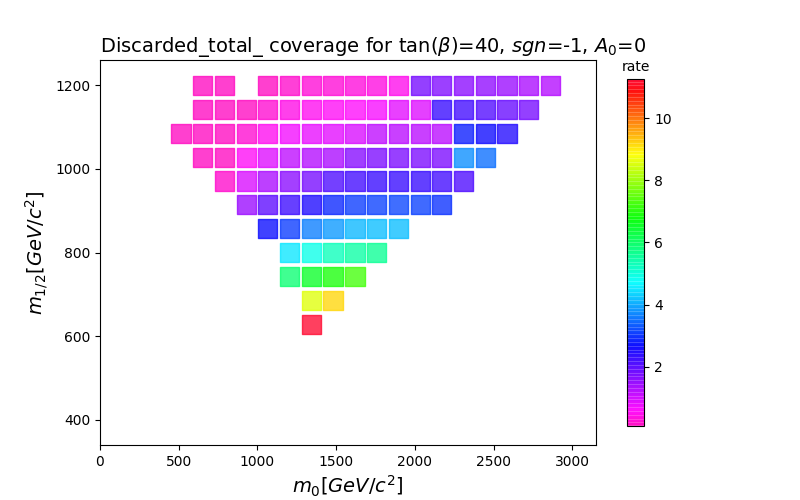 Discarded_total_ coverage for tan(β)=40, sgn=-1, A₀=0
rate
1200
1000
800
600
400
10
8
6
4
2
m₁/₂[GeV/c²]
0 500 1000 1500 2000 2500 3000
m₀[GeV/c²]